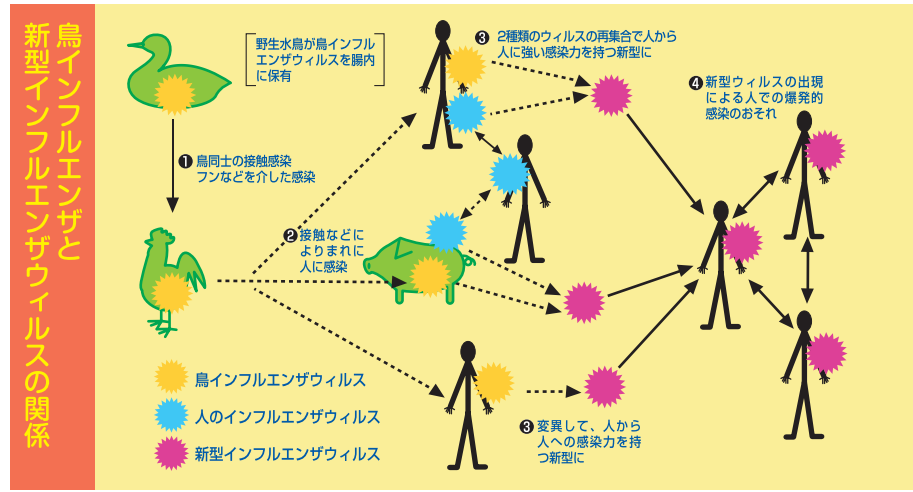 鳥インフルエンザと
新型インフルエンザウィルスの関係
野生水鳥が鳥インフル
エンザウィルスを腸内
に保有
❶ 鳥同士の接触感染
フンなどを介した感染
❷ 接触などに
よりまれに
人に感染
❸ 2種類のウィルスの再集合で人から
人に強い感染力を持つ新型に
❹ 新型ウィルスの出現
による人での爆発的
感染のおそれ
❸ 変異して、人から
人への感染力を持
つ新型に
鳥インフルエンザウィルス
人のインフルエンザウィルス
新型インフルエンザウィルス